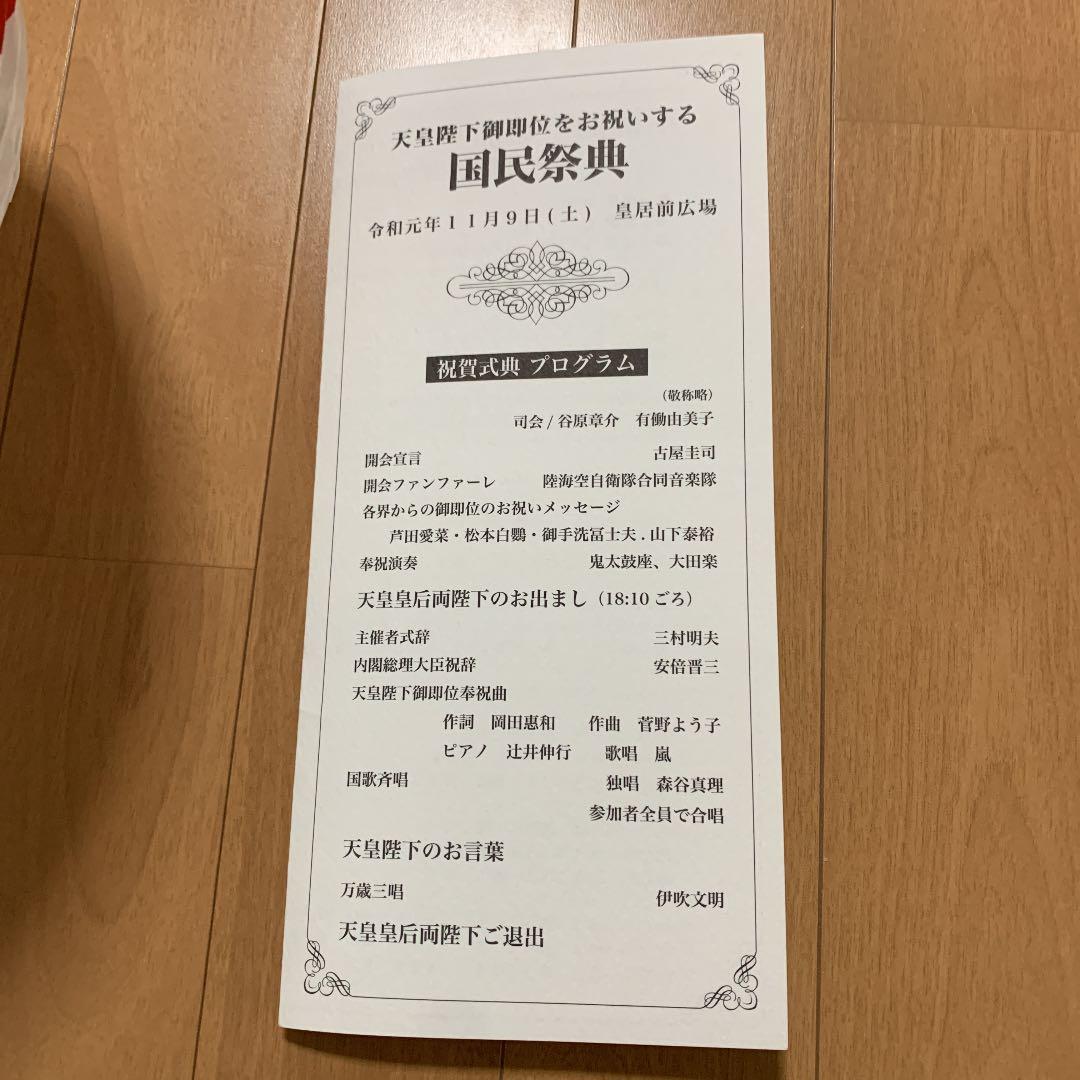 天皇陛下御即位をお祝いする
国民祭典
令和元年11月9日(土) 皇居前広場
祝賀式典 プログラム
(敬称略)
司会/谷原章介 有働由美子
開会宣言 古屋圭司
開会ファンファーレ 陸海空自衛隊合同音楽隊
各界からの御即位のお祝いメッセージ
芦田愛菜・松本白鸚・御手洗冨士夫.山下泰裕
奉祝演奏 鬼太鼓座、大田楽
天皇皇后両陛下のお出まし(18:10ごろ)
主催者式辞 三村明夫
内閣総理大臣祝辞 安倍晋三
天皇陛下御即位奉祝曲
作詞 岡田惠和 作曲 菅野よう子
ピアノ 辻井伸行 歌唱 嵐
国歌斉唱 独唱 森谷真理
参加者全員で合唱
天皇陛下のお言葉
万歳三唱 伊吹文明
天皇皇后両陛下ご退出